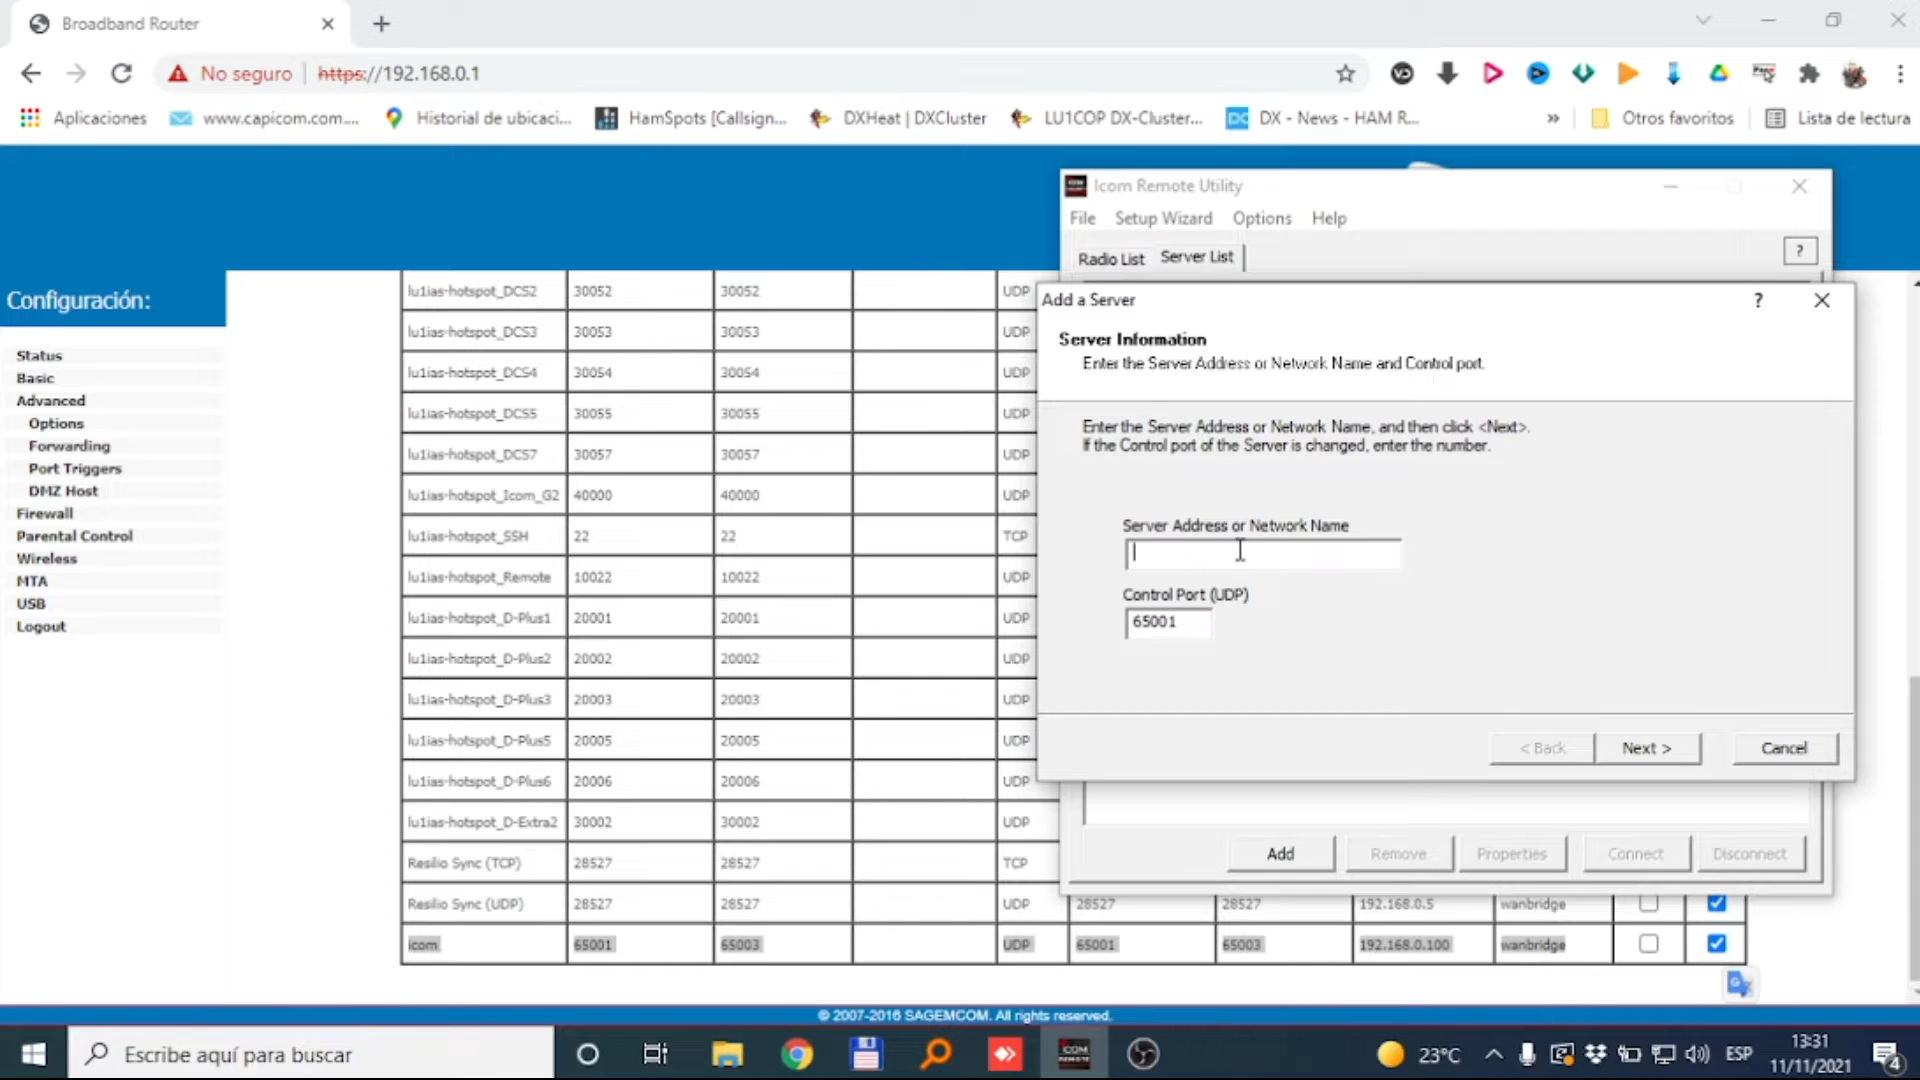 Broadband Router
No seguro
https://192.168.0.1
Aplicaciones
www.capicom.com....
Historial de ubicaci...
HamSpots [Callsign...
DXHeat | DXCluster
LU1COP DX-Cluster...
DX - News - HAM R...
»
Otros favoritos
Lista de lectura
Configuración:
Status
Basic
Advanced
Options
Forwarding
Port Triggers
DMZ Host
Firewall
Parental Control
Wireless
MTA
USB
Logout
lu1ias-hotspot_DCS2 30052 30052 UDP
lu1ias-hotspot_DCS3 30053 30053 UDP
lu1ias-hotspot_DCS4 30054 30054 UDP
lu1ias-hotspot_DCS5 30055 30055 UDP
lu1ias-hotspot_DCS7 30057 30057 UDP
lu1ias-hotspot_Icom_G2 40000 40000 UDP
lu1ias-hotspot_SSH 22 22 TCP
lu1ias-hotspot_Remote 10022 10022 UDP
lu1ias-hotspot_D-Plus1 20001 20001 UDP
lu1ias-hotspot_D-Plus2 20002 20002 UDP
lu1ias-hotspot_D-Plus3 20003 20003 UDP
lu1ias-hotspot_D-Plus5 20005 20005 UDP
lu1ias-hotspot_D-Plus6 20006 20006 UDP
lu1ias-hotspot_D-Extra2 30002 30002 UDP
Resilio Sync (TCP) 28527 28527 TCP
Resilio Sync (UDP) 28527 28527 UDP 28527 28527 192.168.0.5 wanbridge
icom 65001 65003 UDP 65001 65003 192.168.0.100 wanbridge
Icom Remote Utility
File Setup Wizard Options Help
Radio List Server List
?
Add a Server
?
Server Information
Enter the Server Address or Network Name and Control port.
Enter the Server Address or Network Name, and then click <Next>.
If the Control port of the Server is changed, enter the number.
Server Address or Network Name
Control Port (UDP)
65001
< Back Next > Cancel
Add Remove Properties Connect Disconnect
© 2007-2016 SAGEMCOM. All rights reserved.
Escribe aquí para buscar
ICOM
REMOTE
23°C
ESP
13:31
11/11/2021
4